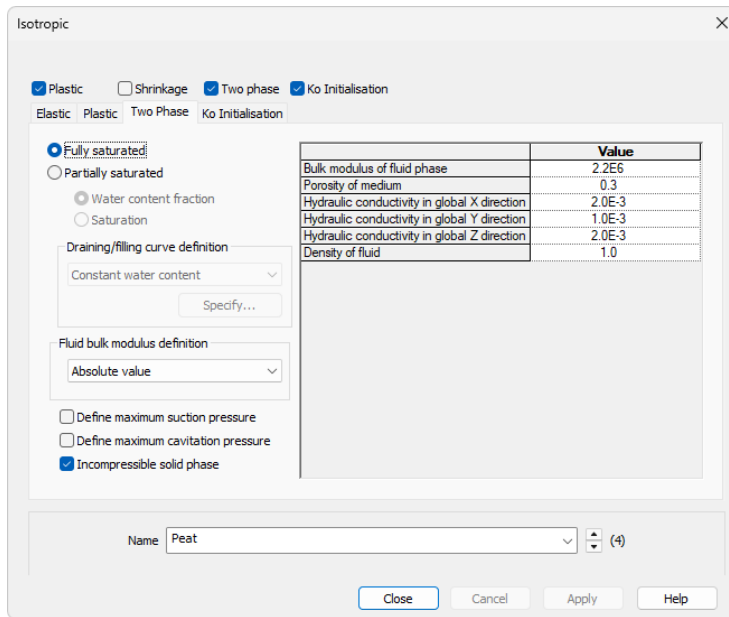 Isotropic
Plastic Shrinkage Two phase Ko Initialisation
Elastic Plastic Two Phase Ko Initialisation
Fully saturated
Partially saturated
Water content fraction
Saturation
Draining/filling curve definition
Constant water content
Specify...
Fluid bulk modulus definition
Absolute value
Define maximum suction pressure
Define maximum cavitation pressure
Incompressible solid phase
Value
Bulk modulus of fluid phase 2.2E6
Porosity of medium 0.3
Hydraulic conductivity in global X direction 2.0E-3
Hydraulic conductivity in global Y direction 1.0E-3
Hydraulic conductivity in global Z direction 2.0E-3
Density of fluid 1.0
Name Peat (4)
Close Cancel Apply Help